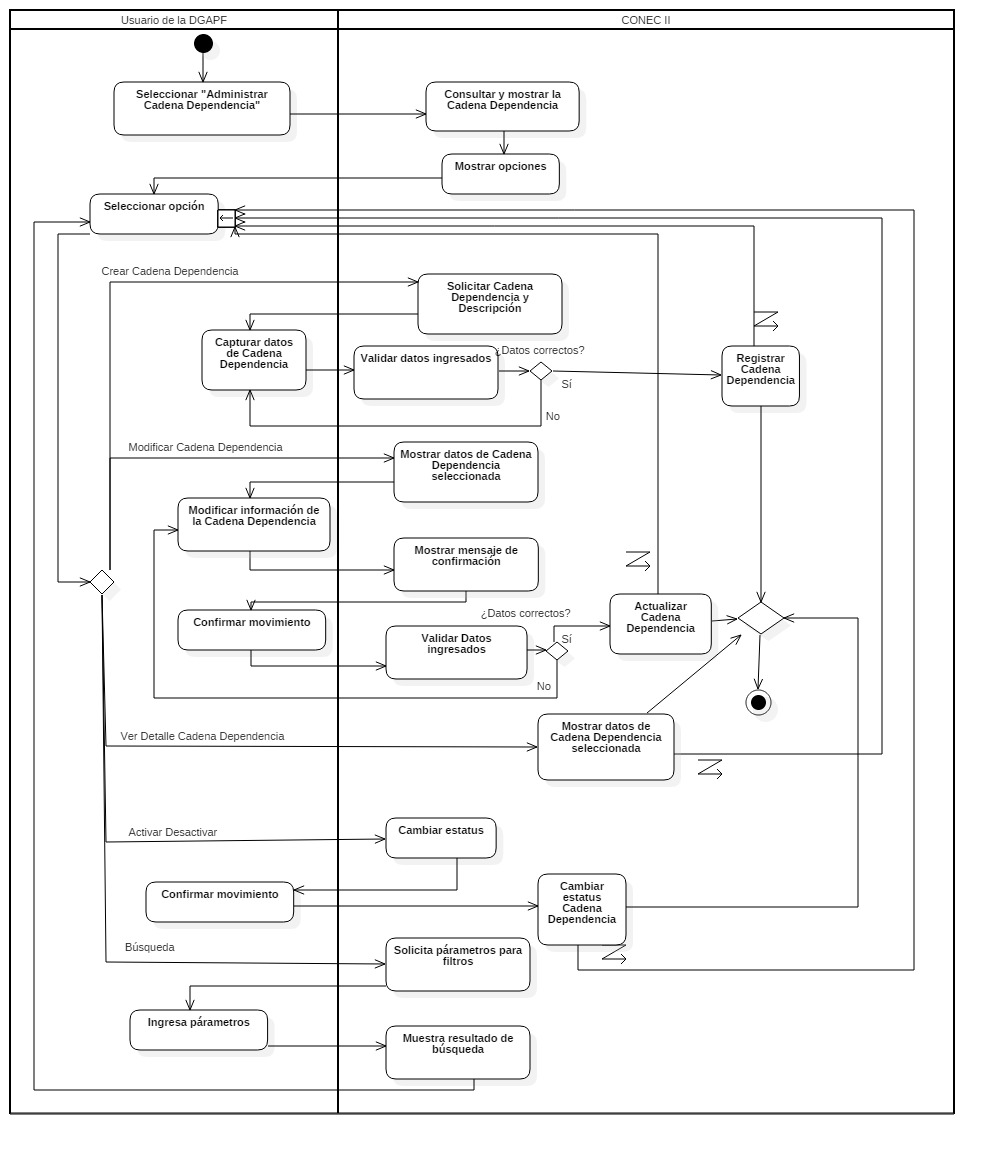 Usuario de la DGAPF
CONEC II
Seleccionar "Administrar
Cadena Dependencia"
Consultar y mostrar la
Cadena Dependencia
Mostrar opciones
Seleccionar opción
Crear Cadena Dependencia
Solicitar Cadena
Dependencia y
Descripción
Capturar datos
de Cadena
Dependencia
Validar datos ingresados
¿Datos correctos?
Sí
No
Registrar
Cadena
Dependencia
Modificar Cadena Dependencia
Mostrar datos de Cadena
Dependencia
seleccionada
Modificar información de
la Cadena Dependencia
Mostrar mensaje de
confirmación
Confirmar movimiento
¿Datos correctos?
Validar Datos
ingresados
Sí
No
Actualizar
Cadena
Dependencia
Ver Detalle Cadena Dependencia
Mostrar datos de
Cadena Dependencia
seleccionada
Activar Desactivar
Cambiar estatus
Confirmar movimiento
Cambiar
estatus
Cadena
Dependencia
Búsqueda
Solicita párametros para
filtros
Ingresa párametros
Muestra resultado de
búsqueda